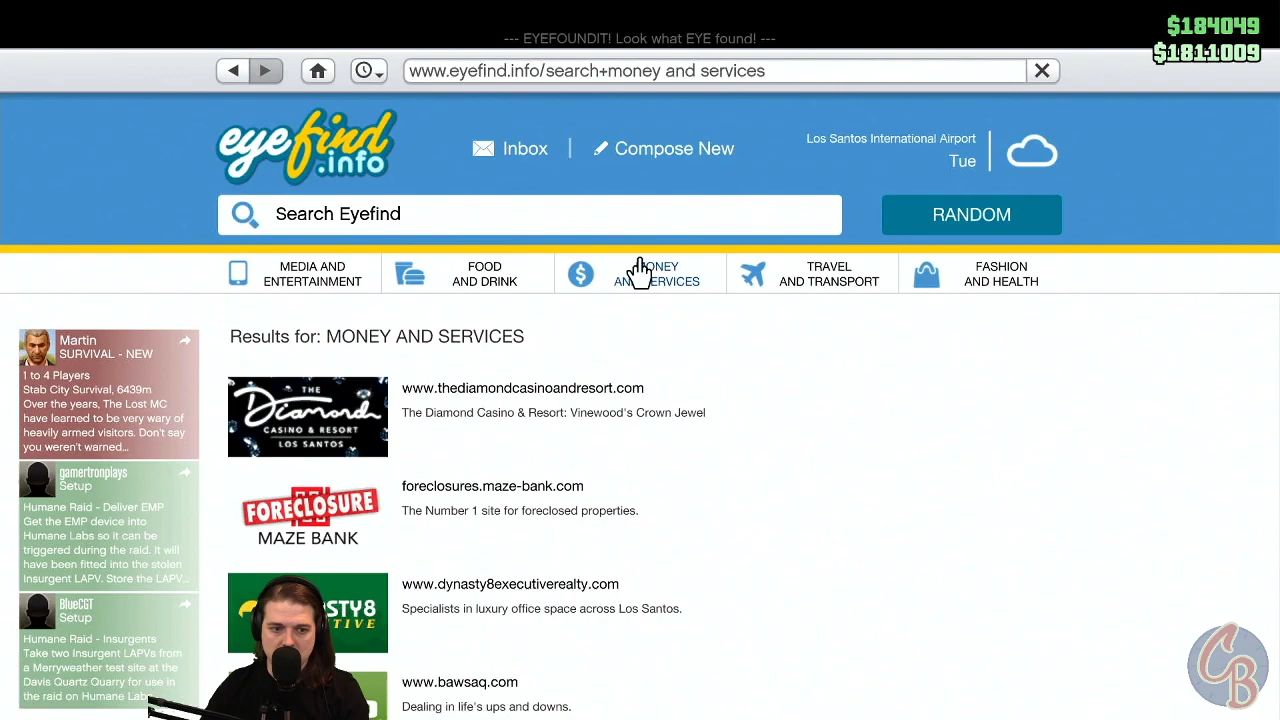 --- EYEFOUNDIT! Look what EYE found! ---
$184049
$1811009
www.eyefind.info/search+money and services
eyefind
.info
Inbox
Compose New
Los Santos International Airport
Tue
Search Eyefind
RANDOM
MEDIA AND
ENTERTAINMENT
FOOD
AND DRINK
MONEY
AND SERVICES
TRAVEL
AND TRANSPORT
FASHION
AND HEALTH
Martin
SURVIVAL - NEW
1 to 4 Players
Stab City Survival, 6439m
Over the years, The Lost MC
have learned to be very wary of
heavily armed visitors. Don't say
you weren't warned...
gamertronplays
Setup
Humane Raid - Deliver EMP
Get the EMP device into
Humane Labs so it can be
triggered during the raid. It will
have been fitted into the stolen
Insurgent LAPV. Store the LAPV...
BlueCGT
Setup
Humane Raid - Insurgents
Take two Insurgent LAPVs from
a Merryweather test site at the
Davis Quartz Quarry for use in
the raid on Humane Labs
Results for: MONEY AND SERVICES
THE
Diamond
CASINO & RESORT
LOS SANTOS
www.thediamondcasinoandresort.com
The Diamond Casino & Resort: Vinewood's Crown Jewel
FORECLOSURE
MAZE BANK
foreclosures.maze-bank.com
The Number 1 site for foreclosed properties.
STY8
TIVE
www.dynasty8executiverealty.com
Specialists in luxury office space across Los Santos.
www.bawsaq.com
Dealing in life's ups and downs.
CB